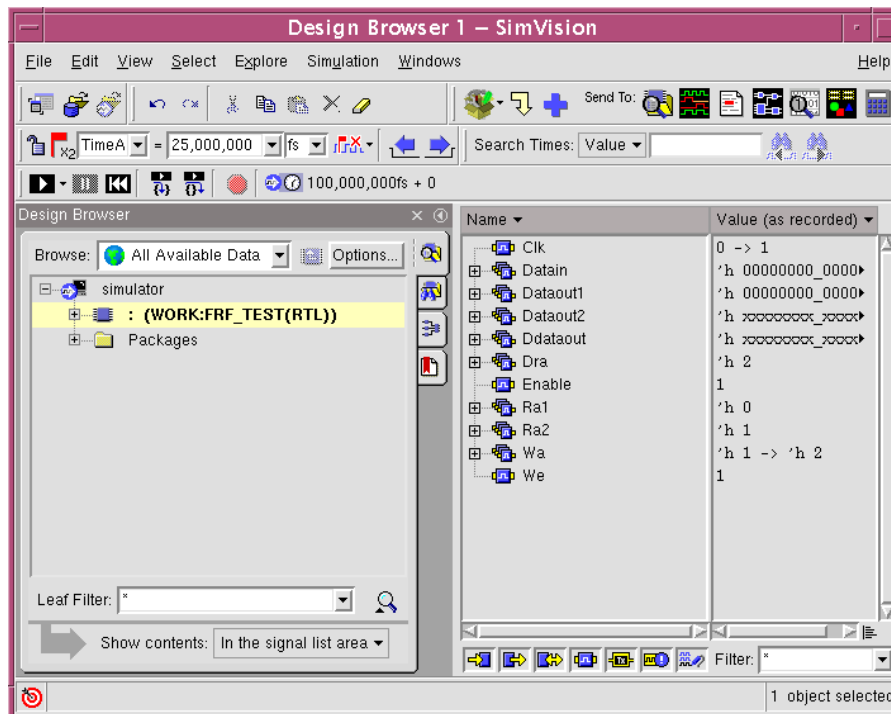 Design Browser 1 – SimVision
File Edit View Select Explore Simulation Windows Help
Send To:
x2 TimeA = 25,000,000 fs Search Times: Value
100,000,000fs + 0
Design Browser
Browse: All Available Data Options...
simulator
: (WORK:FRF_TEST(RTL))
Packages
Leaf Filter: *
Show contents: In the signal list area
Name Value (as recorded)
Clk 0 -> 1
Datain 'h 00000000_0000
Dataout1 'h 00000000_0000
Dataout2 'h xxxxxxxx_xxxx
Ddataout 'h xxxxxxxx_xxxx
Dra 'h 2
Enable 1
Ra1 'h 0
Ra2 'h 1
Wa 'h 1 -> 'h 2
We 1
Filter: *
1 object selected